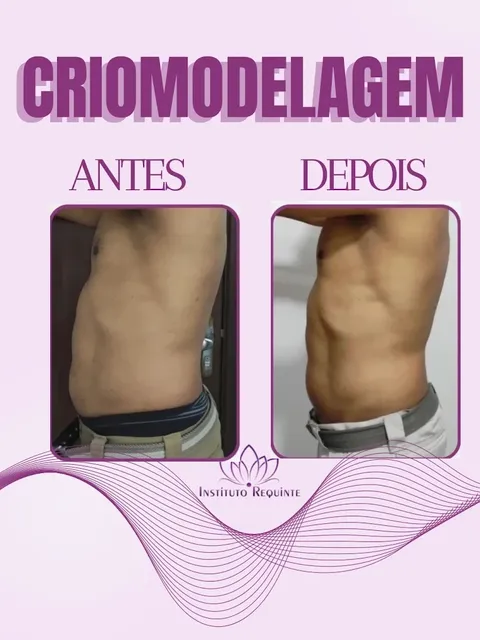 CRIOMODELAGEM
ANTES
DEPOIS
INSTITUTO REQUINTE